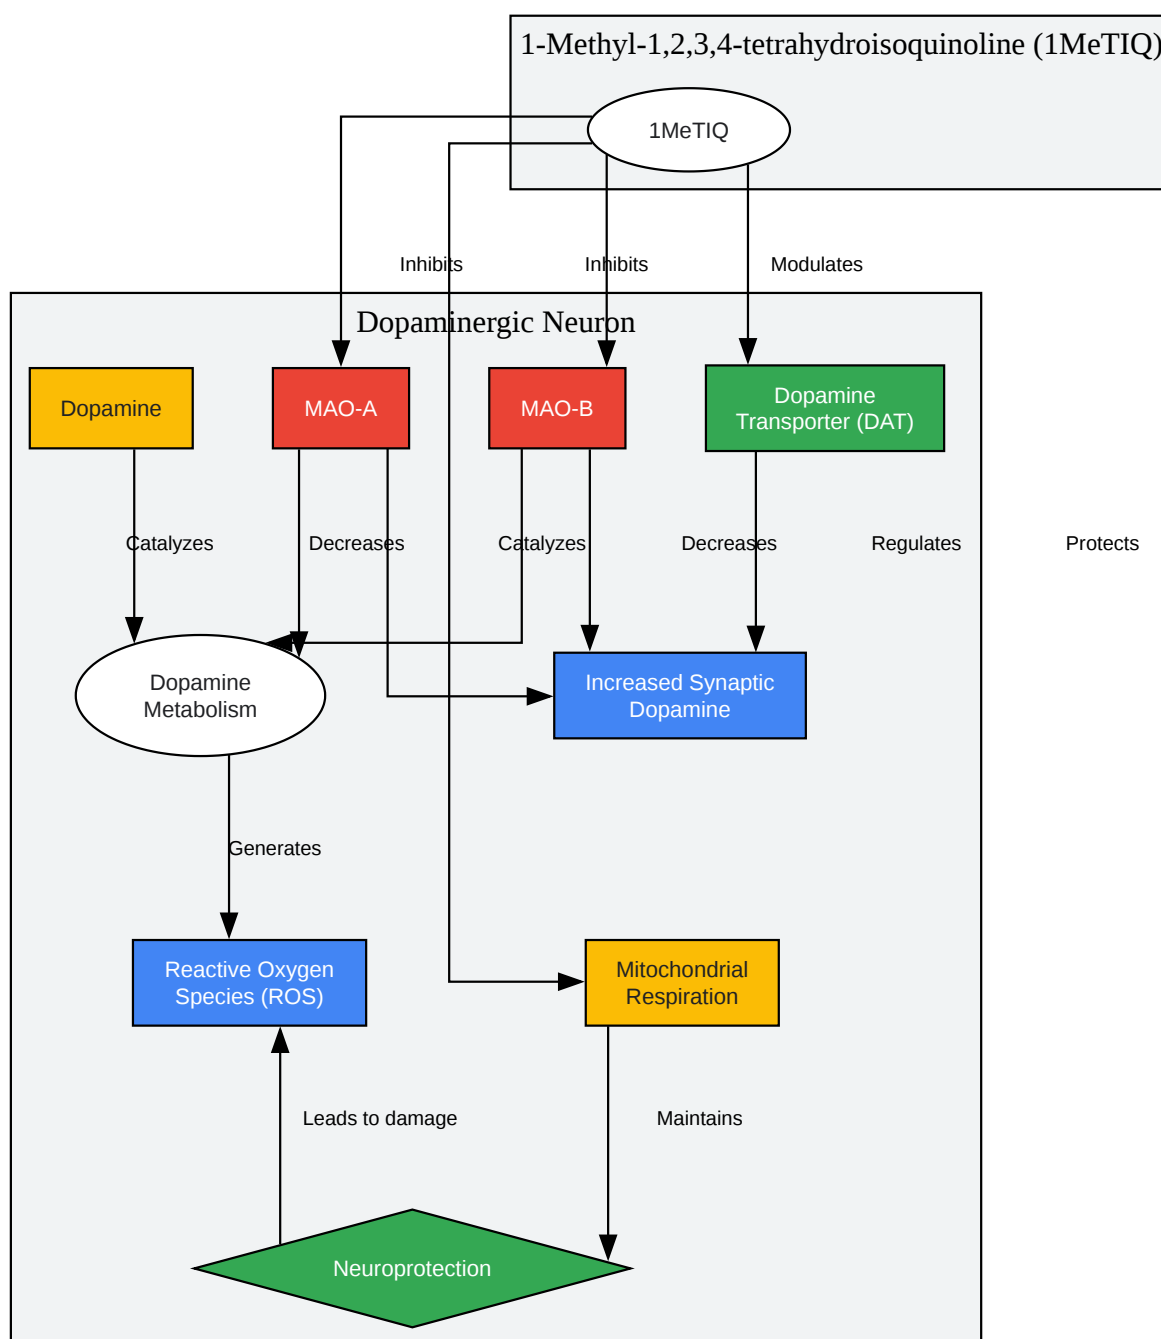 1-Methyl-1,2,3,4-tetrahydroisoquinoline (1MeTIQ)
1MeTIQ
Inhibits
Inhibits
Modulates
Dopaminergic Neuron
Dopamine
MAO-A
MAO-B
Dopamine
Transporter (DAT)
Catalyzes
Decreases
Catalyzes
Decreases
Regulates
Protects
Dopamine
Metabolism
Increased Synaptic
Dopamine
Generates
Reactive Oxygen
Species (ROS)
Mitochondrial
Respiration
Leads to damage
Maintains
Neuroprotection